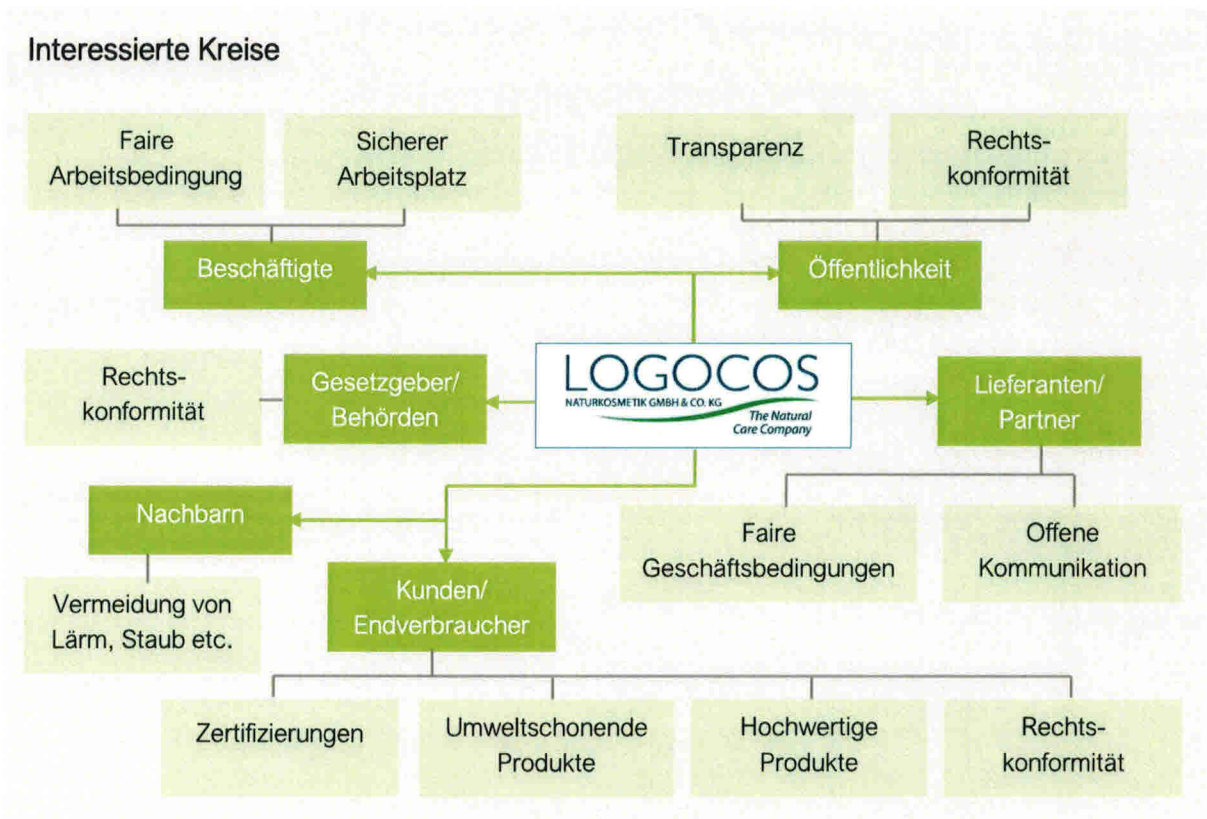 Interessierte Kreise
Faire
Arbeitsbedingung
Sicherer
Arbeitsplatz
Transparenz
Rechts-
konformität
Beschäftigte
Öffentlichkeit
Rechts-
konformität
Gesetzgeber/
Behörden
LOGOCOS
NATURKOSMETIK GMBH & CO. KG
The Natural
Care Company
Lieferanten/
Partner
Nachbarn
Faire
Geschäftsbedingungen
Offene
Kommunikation
Vermeidung von
Lärm, Staub etc.
Kunden/
Endverbraucher
Zertifizierungen
Umweltschonende
Produkte
Hochwertige
Produkte
Rechts-
konformität